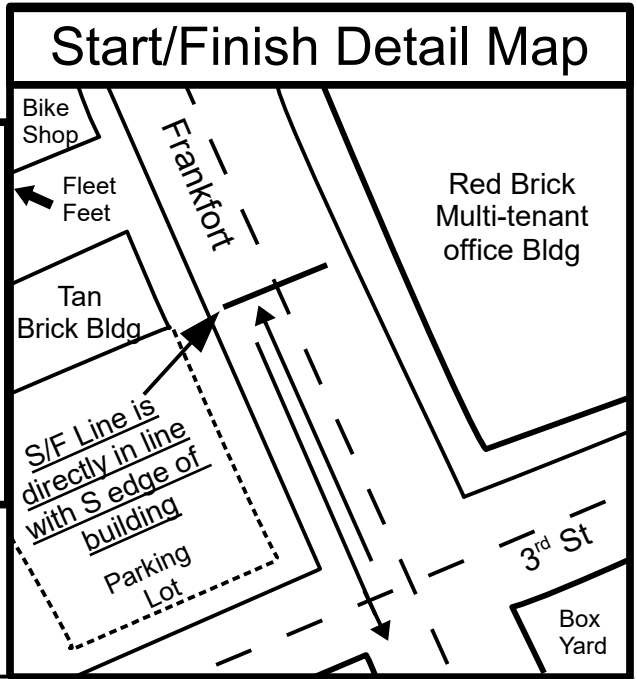 Start/Finish Detail Map
Bike
Shop
Fleet
Feet
Frankfort
Red Brick
Multi-tenant
office Bldg
Tan
Brick Bldg
S/F Line is
directly in line
with S edge of
building
Parking
Lot
3rd St
Box
Yard